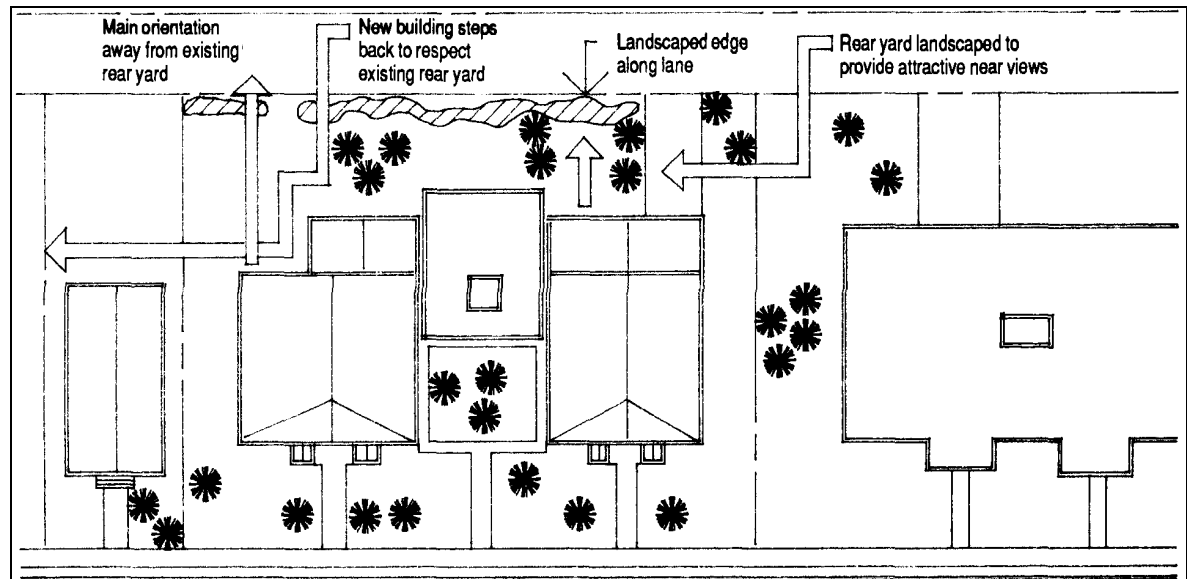 Main orientation
away from existing
rear yard
New building steps
back to respect
existing rear yard
Landscaped edge
along lane
Rear yard landscaped to
provide attractive near views